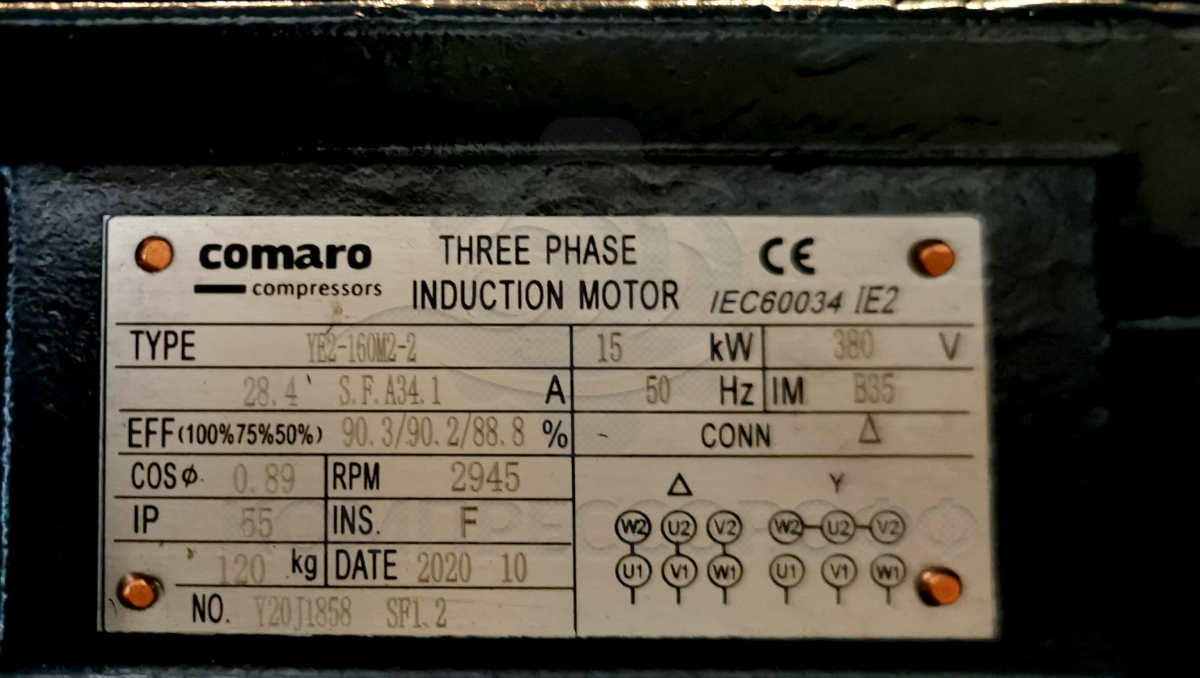 comaro
compressors
THREE PHASE
INDUCTION MOTOR
CE
IEC60034 IE2
TYPE YE2-160M2-2 15 kW 380 V
28.4 S.F.A34.1 A 50 Hz IM B35
EFF(100%75%50%) 90.3/90.2/88.8 % CONN Δ
COSφ 0.89 RPM 2945
IP 55 INS. F
120 kg DATE 2020 10
NO. Y20J1858 SF1.2
Δ Y
W2 U2 V2 W2 U2 V2
U1 V1 W1 U1 V1 W1